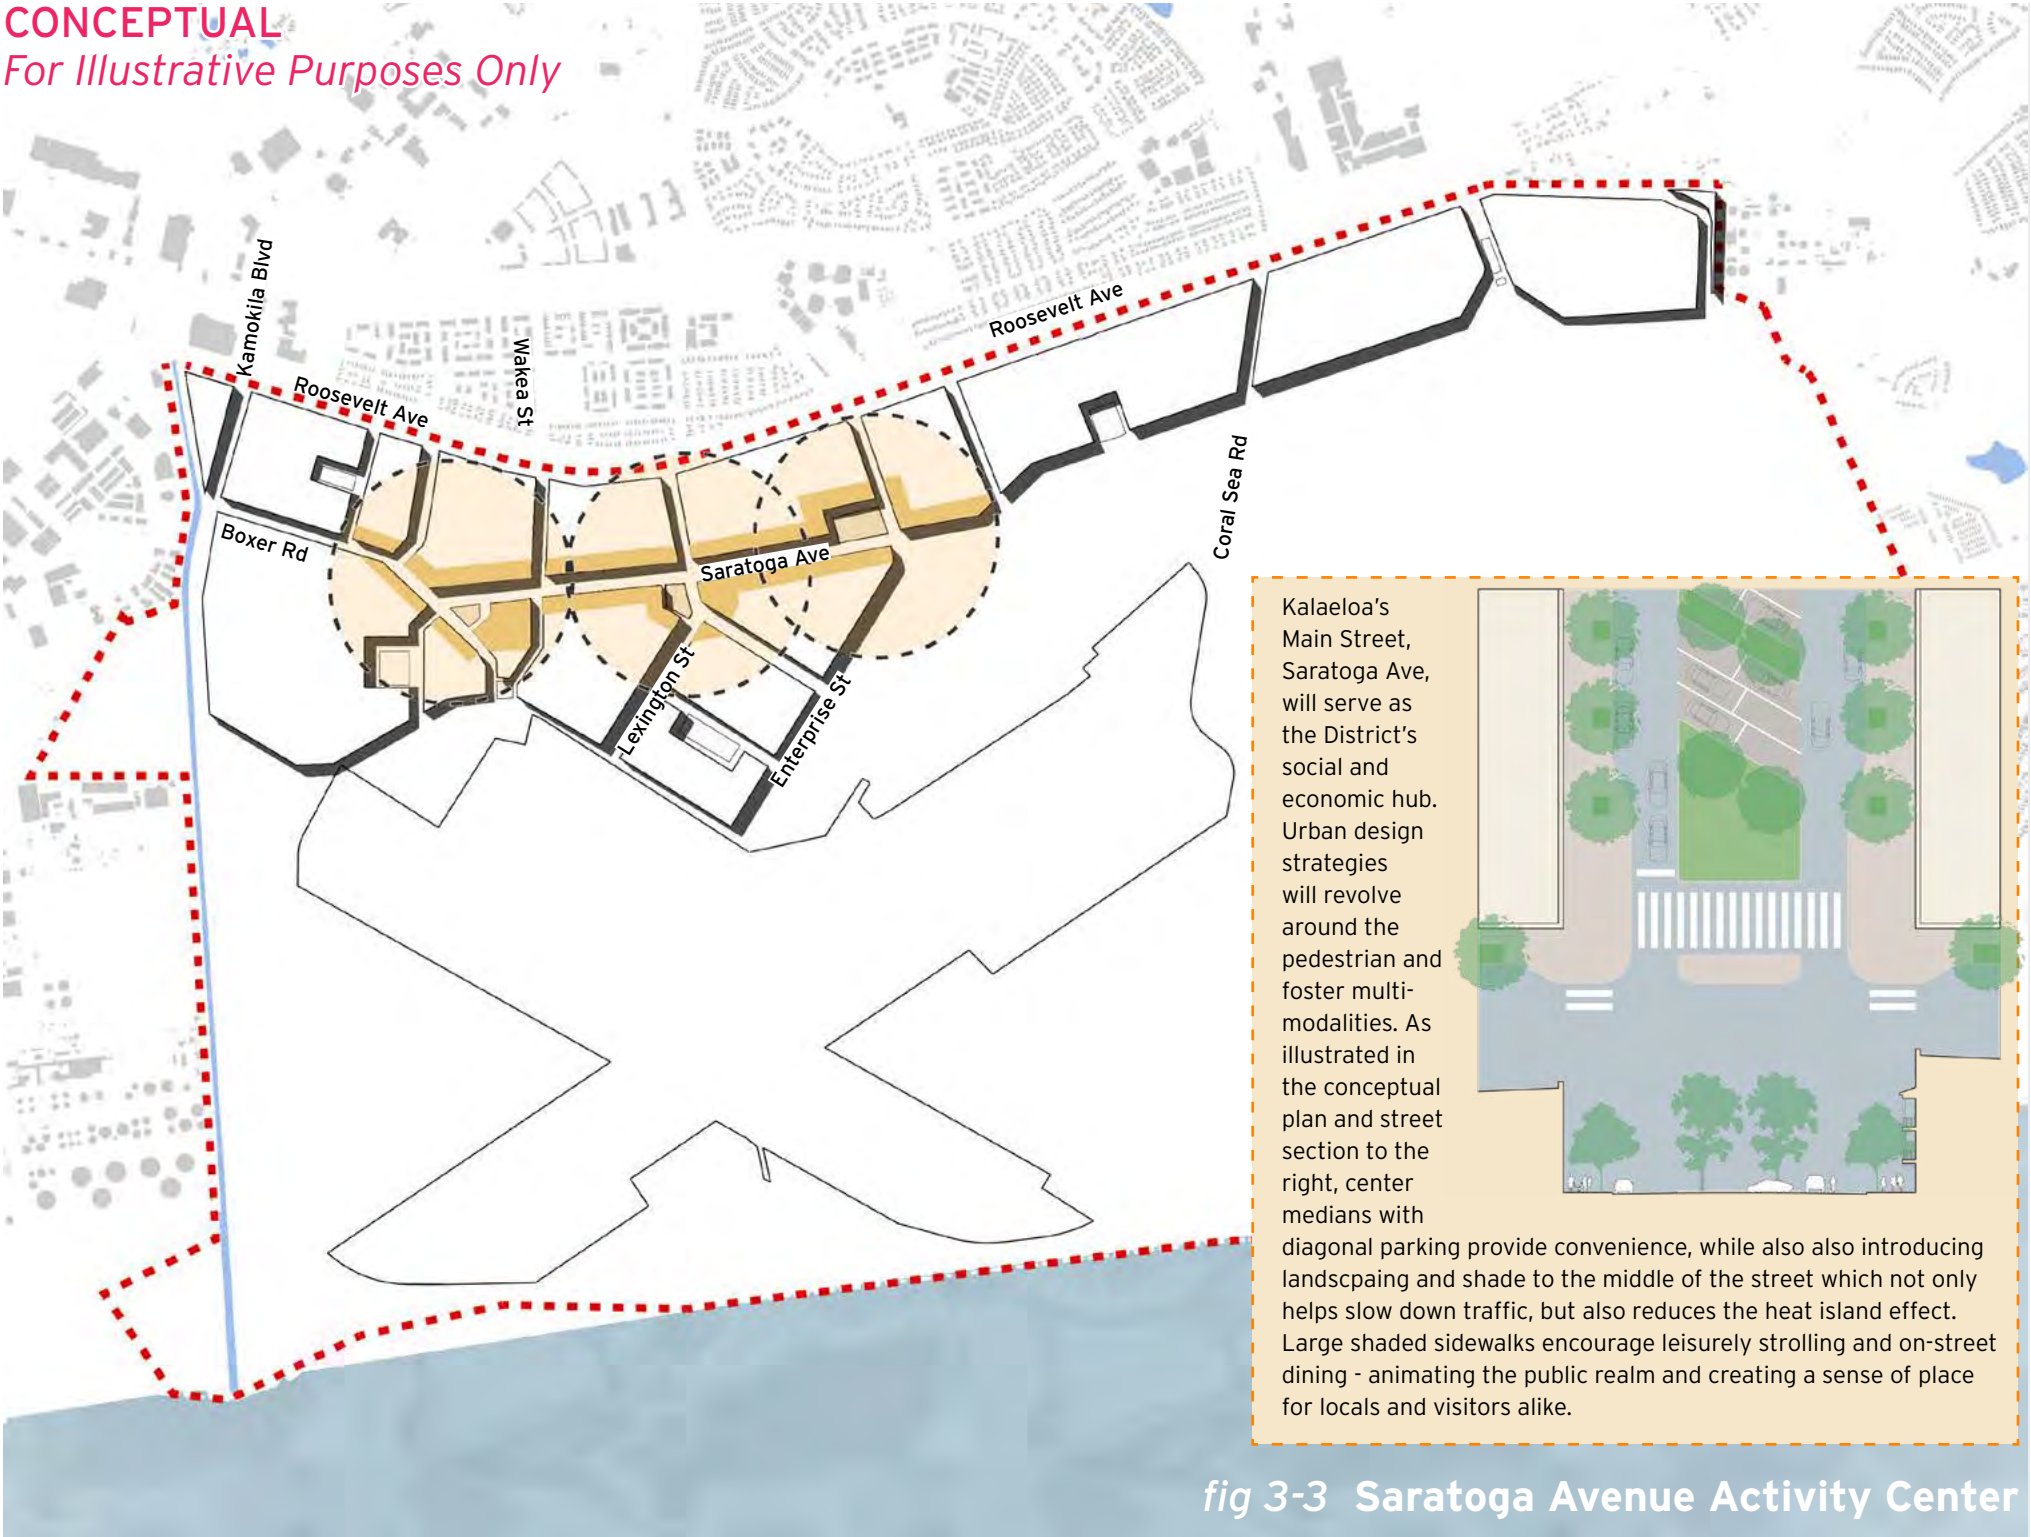 CONCEPTUAL
For Illustrative Purposes Only
Kamokila Blvd
Roosevelt Ave
Wakea St
Roosevelt Ave
Coral Sea Rd
Boxer Rd
Saratoga Ave
Lexington St
Enterprise St
Kalaeloa's
Main Street,
Saratoga Ave,
will serve as
the District's
social and
economic hub.
Urban design
strategies
will revolve
around the
pedestrian and
foster multi-
modalities. As
illustrated in
the conceptual
plan and street
section to the
right, center
medians with
diagonal parking provide convenience, while also also introducing
landscpaing and shade to the middle of the street which not only
helps slow down traffic, but also reduces the heat island effect.
Large shaded sidewalks encourage leisurely strolling and on-street
dining - animating the public realm and creating a sense of place
for locals and visitors alike.
fig 3-3 Saratoga Avenue Activity Center